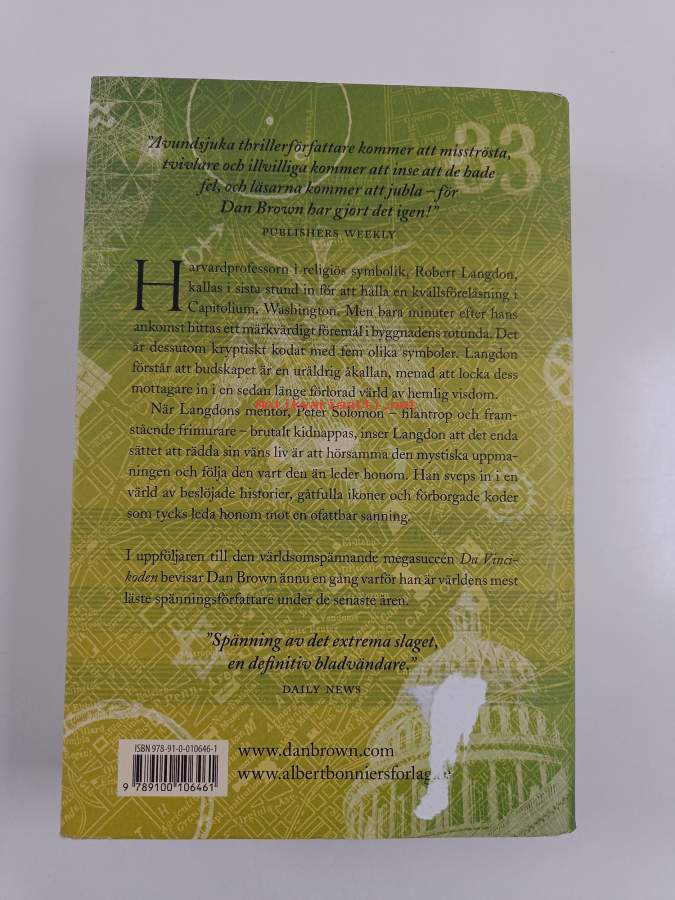 33
"Avundsjuka thrillerförfattare kommer att misströsta,
tvivlare och illvilliga kommer att inse att de hade
fel, och läsarna kommer att jubla – för
Dan Brown har gjort det igen!"
PUBLISHERS WEEKLY
Harvardprofessorn i religiös symbolik, Robert Langdon,
kallas i sista stund in för att hålla en kvällsföreläsning i
Capitolium, Washington. Men bara minuter efter hans
ankomst hittas ett märkvärdigt föremål i byggnadens rotunda. Det
är dessutom kryptiskt kodat med fem olika symboler. Langdon
förstår att budskapet är en uråldrig åkallan, menad att locka dess
mottagare in i en sedan länge förlorad värld av hemlig visdom.
antikvariaatti.net
När Langdons mentor, Peter Solomon – filantrop och fram-
stående frimurare – brutalt kidnappas, inser Langdon att det enda
sättet att rädda sin väns liv är att hörsamma den mystiska uppma-
ningen och följa den vart den än leder honom. Han sveps in i en
värld av beslöjade historier, gåtfulla ikoner och förborgade koder
som tycks leda honom mot en ofattbar sanning.
I uppföljaren till den världsomspännande megasuccén Da Vinci-
koden bevisar Dan Brown ännu en gång varför han är världens mest
läste spänningsförfattare under de senaste åren.
"Spänning av det extrema slaget,
en definitiv bladvändare."
DAILY NEWS
ISBN 978-91-0-010646-1
9 789100 106461
www.danbrown.com
www.albertbonniersforlag.